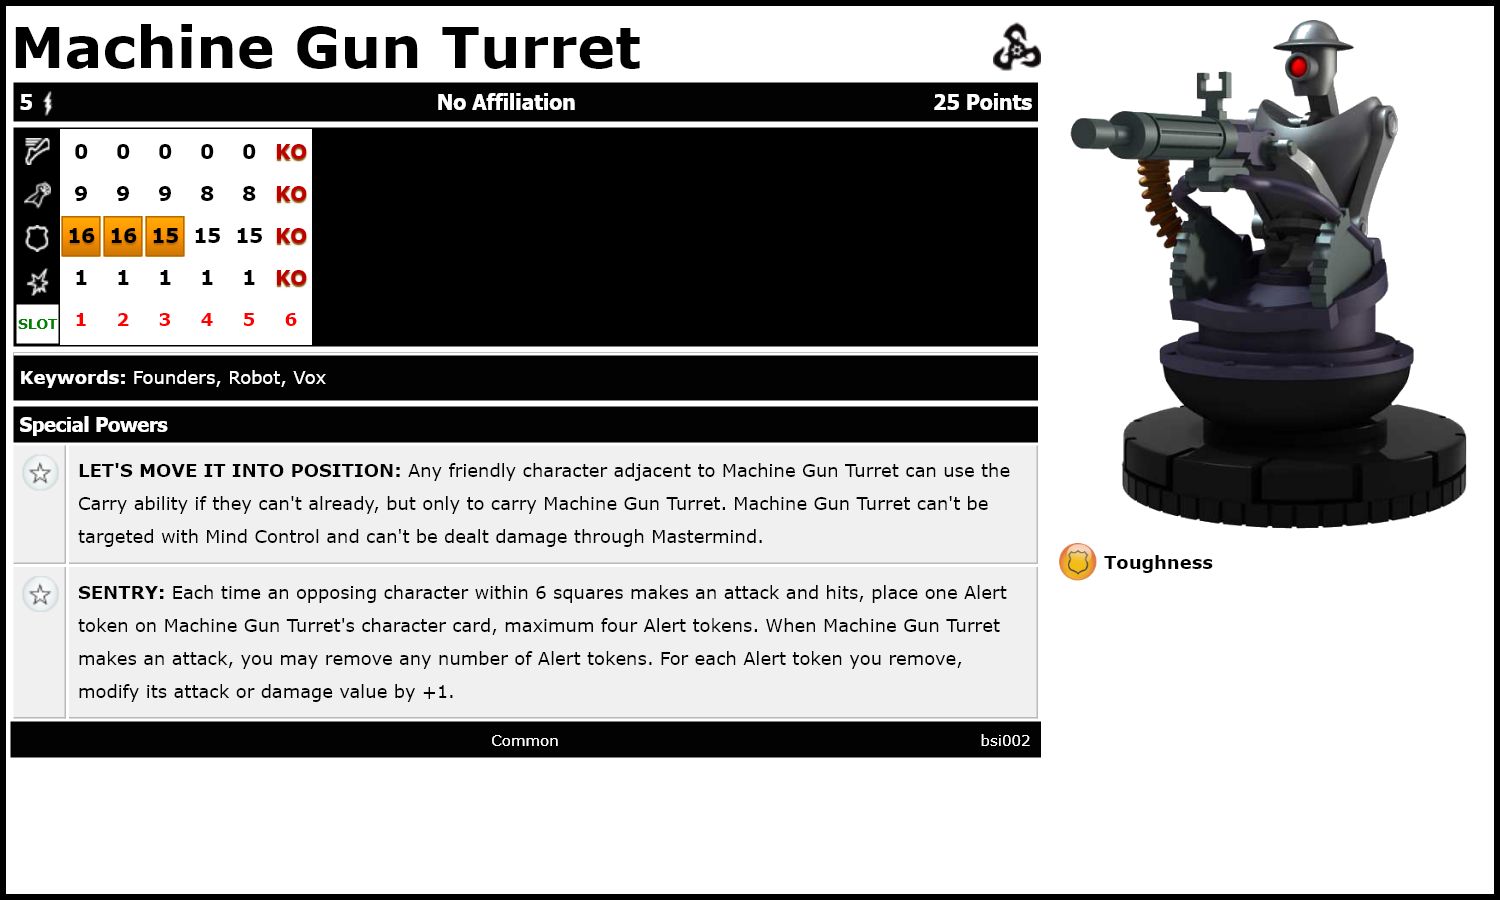 Machine Gun Turret
5 No Affiliation 25 Points
0 0 0 0 0 KO
9 9 9 8 8 KO
16 16 15 15 15 KO
1 1 1 1 1 KO
SLOT 1 2 3 4 5 6
Keywords: Founders, Robot, Vox
Special Powers
LET'S MOVE IT INTO POSITION: Any friendly character adjacent to Machine Gun Turret can use the
Carry ability if they can't already, but only to carry Machine Gun Turret. Machine Gun Turret can't be
targeted with Mind Control and can't be dealt damage through Mastermind.
SENTRY: Each time an opposing character within 6 squares makes an attack and hits, place one Alert
token on Machine Gun Turret's character card, maximum four Alert tokens. When Machine Gun Turret
makes an attack, you may remove any number of Alert tokens. For each Alert token you remove,
modify its attack or damage value by +1.
Common bsi002
Toughness